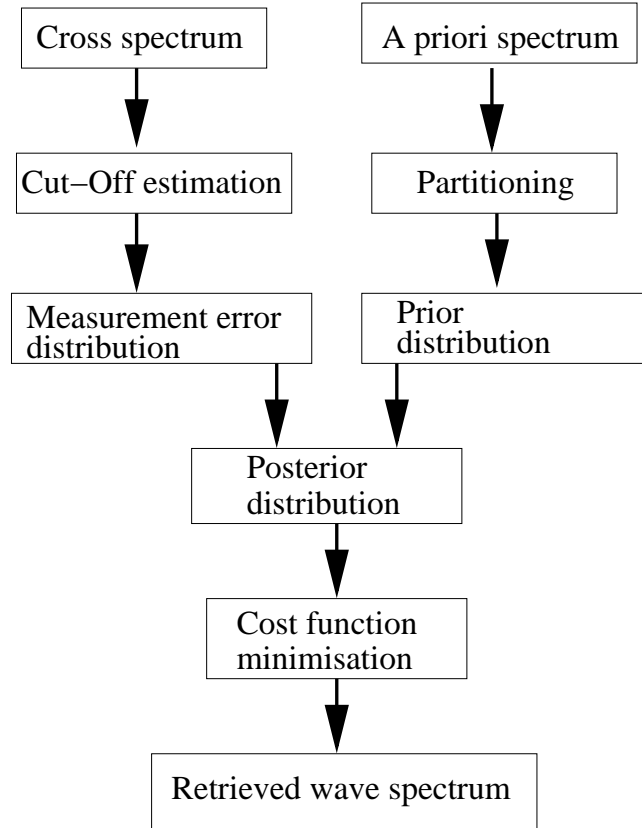 Cross spectrum
A priori spectrum
Cut−Off estimation
Partitioning
Measurement error
distribution
Prior
distribution
Posterior
distribution
Cost function
minimisation
Retrieved wave spectrum